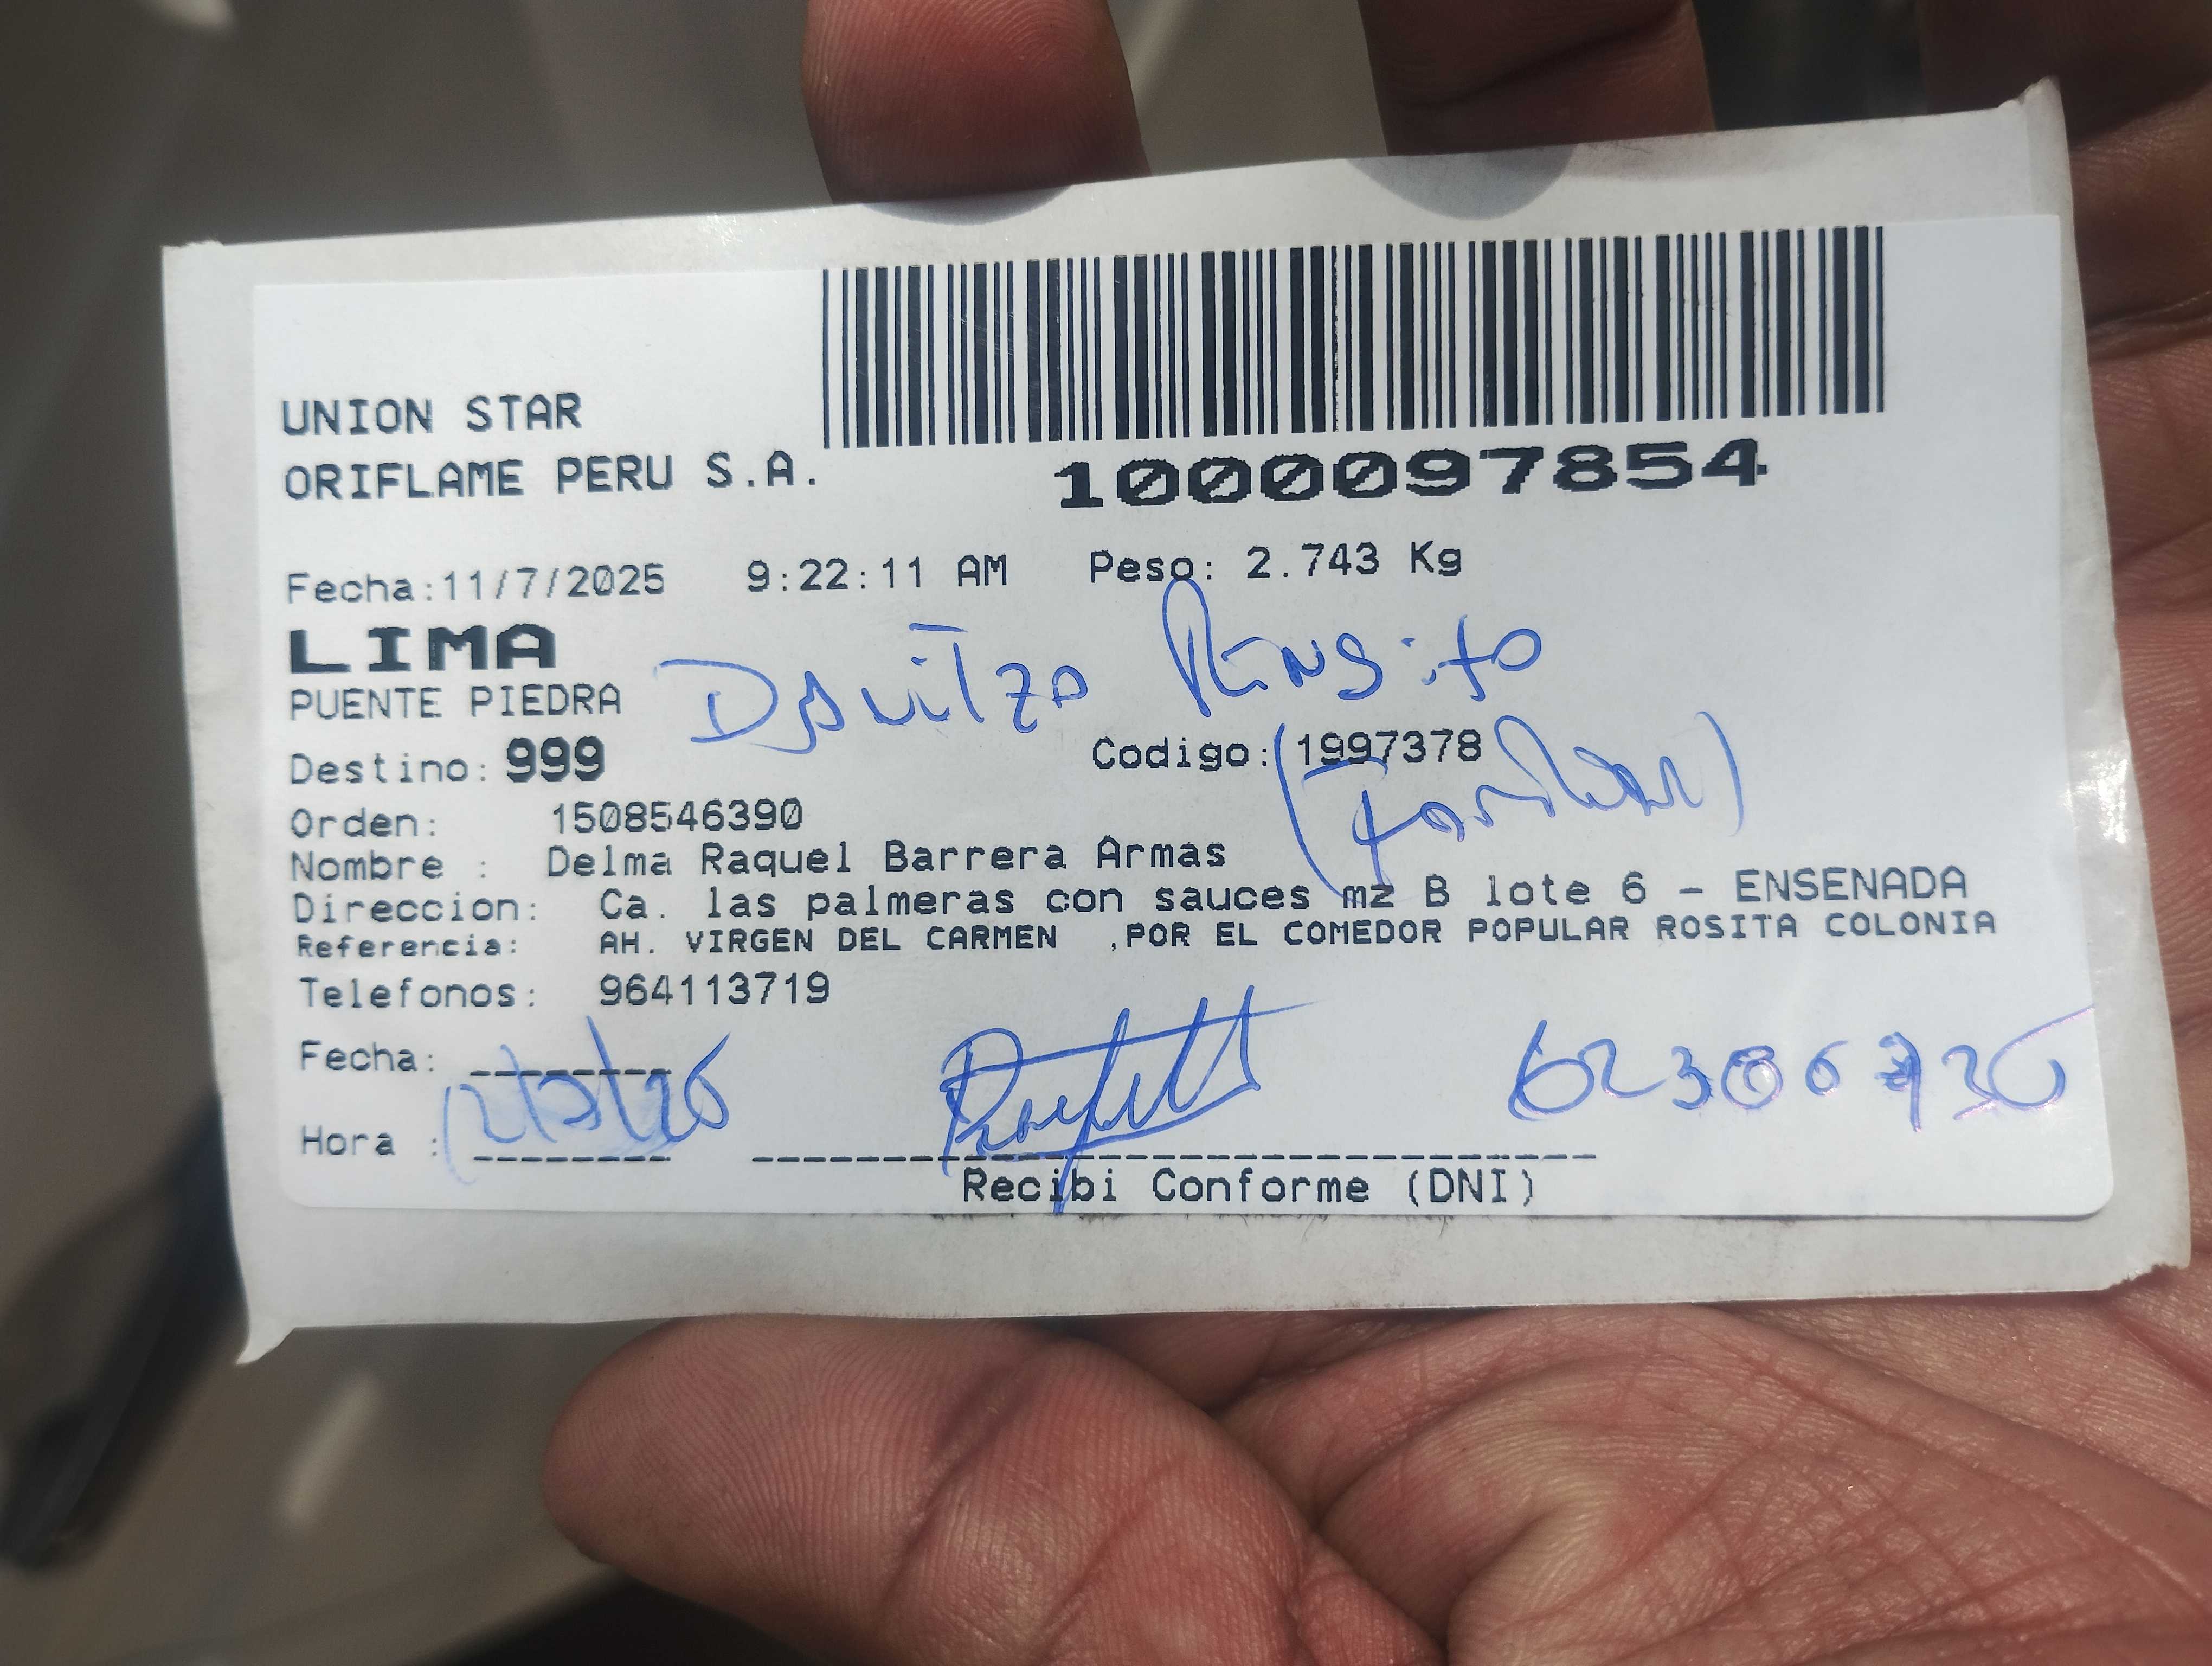 UNION STAR
ORIFLAME PERU S.A.
1000097854
Fecha:11/7/2025 9:22:11 AM Peso: 2.743 Kg
LIMA
PUENTE PIEDRA
Destino: 999 Codigo: 1997378
Orden: 1508546390
Nombre : Delma Raquel Barrera Armas
Direccion: Ca. las palmeras con sauces mz B lote 6 - ENSENADA
Referencia: AH. VIRGEN DEL CARMEN ,POR EL COMEDOR POPULAR ROSITA COLONIA
Telefonos: 964113719
Fecha:
Hora :
Recibi Conforme (DNI)